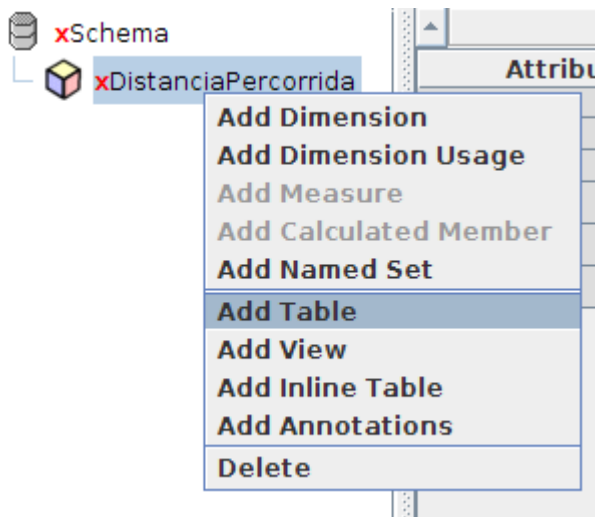 xSchema
xDistanciaPercorrida
Attribu
Add Dimension
Add Dimension Usage
Add Measure
Add Calculated Member
Add Named Set
Add Table
Add View
Add Inline Table
Add Annotations
Delete